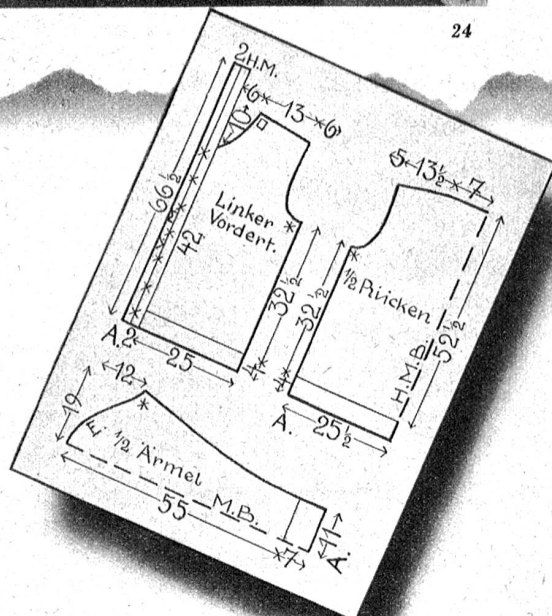 24
2 H.M.
6 13 6
10
66½
42
Linker
Vordert.
32½
4
A. 2
25
5 13½ 7
½ Rücken
32½
4
H.M.B.
52½
A.
25½
12
19
E.
½ Ärmel
M.B.
55
7
11
A.